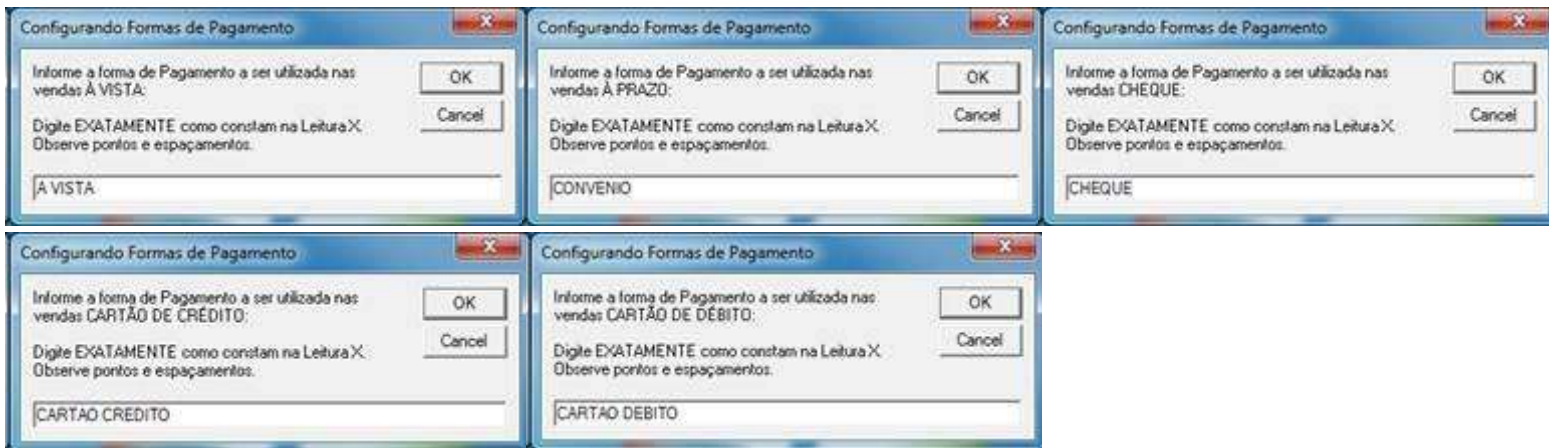 Configurando Formas de Pagamento
Informe a forma de Pagamento a ser utilizada nas
vendas À VISTA:
OK
Cancel
Digite EXATAMENTE como constam na Leitura X.
Observe pontos e espaçamentos.
A VISTA
Configurando Formas de Pagamento
Informe a forma de Pagamento a ser utilizada nas
vendas À PRAZO:
OK
Cancel
Digite EXATAMENTE como constam na Leitura X.
Observe pontos e espaçamentos.
CONVENIO
Configurando Formas de Pagamento
Informe a forma de Pagamento a ser utilizada nas
vendas CHEQUE:
OK
Cancel
Digite EXATAMENTE como constam na Leitura X.
Observe pontos e espaçamentos.
CHEQUE
Configurando Formas de Pagamento
Informe a forma de Pagamento a ser utilizada nas
vendas CARTÃO DE CRÉDITO:
OK
Cancel
Digite EXATAMENTE como constam na Leitura X.
Observe pontos e espaçamentos.
CARTAO CREDITO
Configurando Formas de Pagamento
Informe a forma de Pagamento a ser utilizada nas
vendas CARTÃO DE DÉBITO:
OK
Cancel
Digite EXATAMENTE como constam na Leitura X.
Observe pontos e espaçamentos.
CARTAO DEBITO